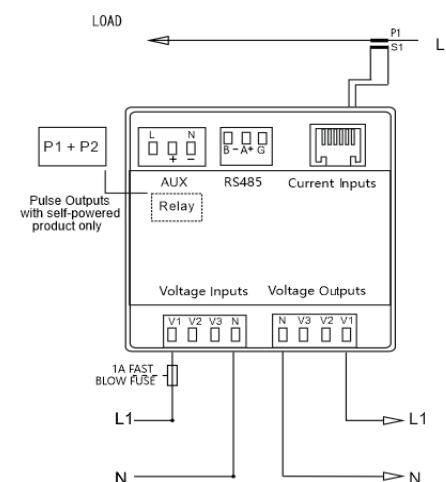 LOAD
P1
S1
L
P1 + P2
L N
+ -
B - A+ G
AUX RS485 Current Inputs
Relay
Pulse Outputs
with self-powered
product only
Voltage Inputs Voltage Outputs
V1 V2 V3 N N V3 V2 V1
1A FAST
BLOW FUSE
L1 L1
N N